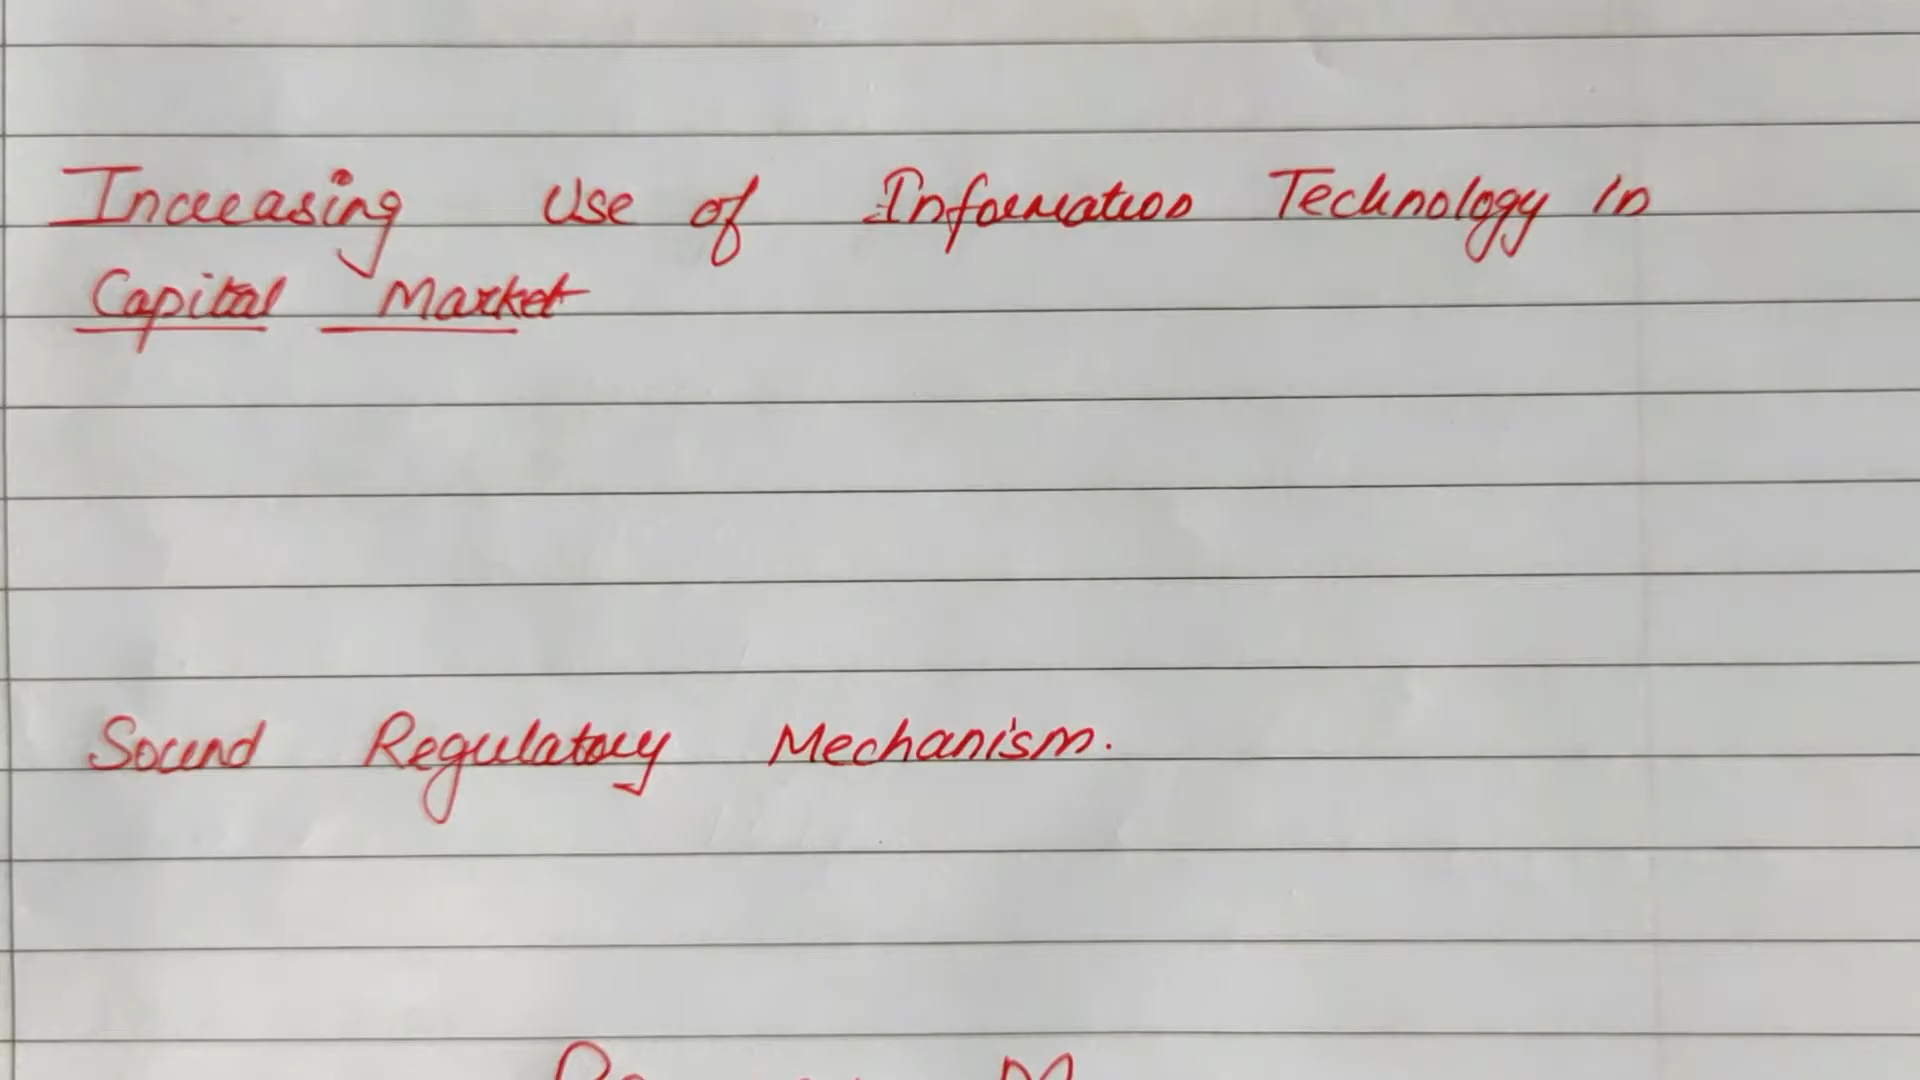 Increasing Use of Information Technology in
Capital Market
Sound Regulatory Mechanism.